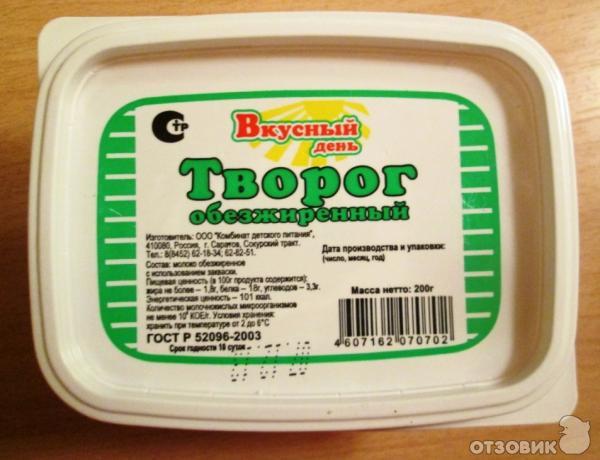 СТР
Вкусный
день
Творог
обезжиренный
Изготовитель: ООО "Комбинат детского питания",
410080, Россия, г. Саратов, Сокурский тракт.
Тел.: 8(8452) 62-18-34; 62-82-51.
Состав: молоко обезжиренное
с использованием закваски.
Пищевая ценность (в 100г продукта содержится):
жира не более – 1,8г, белка – 18г, углеводов – 3,3г.
Энергетическая ценность – 101 ккал.
Количество молочнокислых микроорганизмов
не менее 10⁶ КОЕ/г. Условия хранения:
хранить при температуре от 2 до 6°С
ГОСТ Р 52096-2003
Срок годности 10 суток
Дата производства и упаковки:
(число, месяц, год)
Масса нетто: 200г
4 607162 070702
ОТЗОВИК